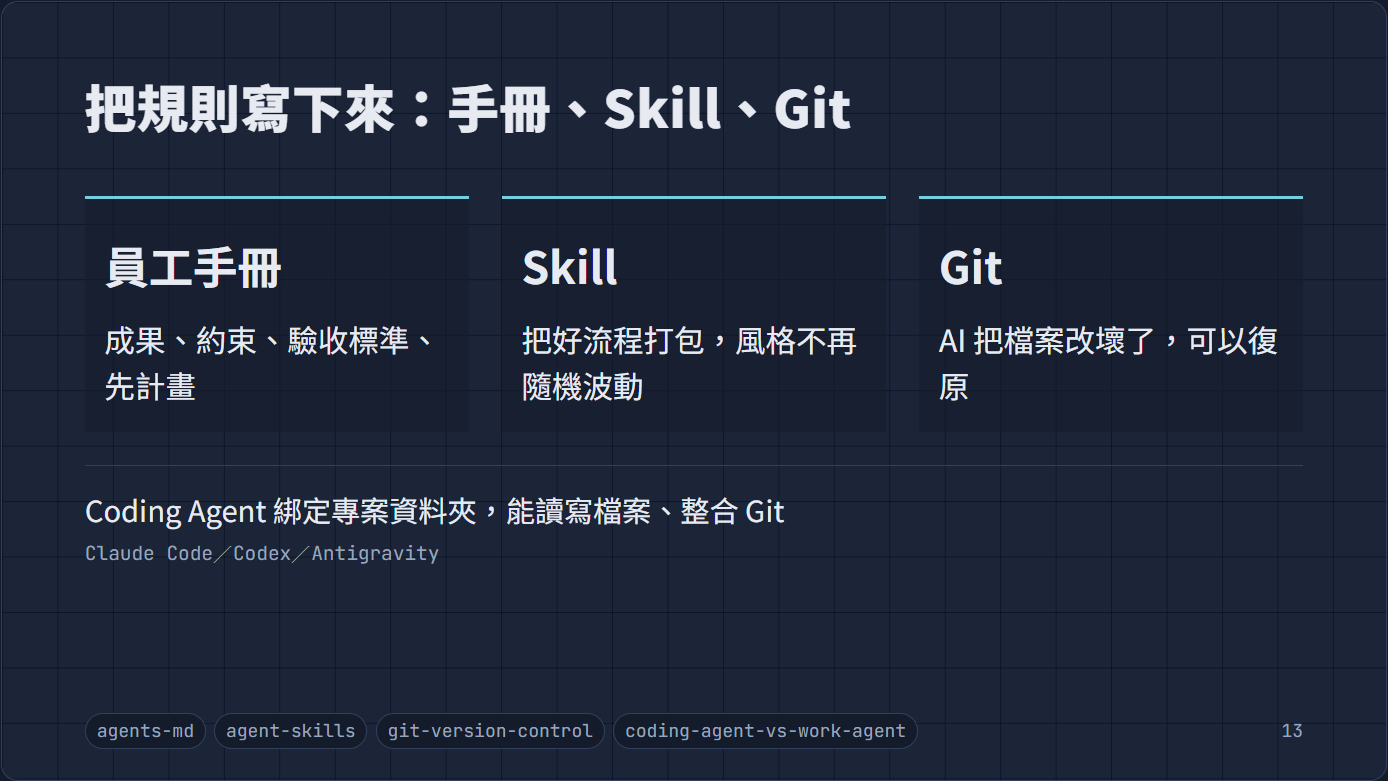 把規則寫下來：手冊、Skill、Git
員工手冊
成果、約束、驗收標準、
先計畫
Skill
把好流程打包，風格不再
隨機波動
Git
AI 把檔案改壞了，可以復
原
Coding Agent 綁定專案資料夾，能讀寫檔案、整合 Git
Claude Code／Codex／Antigravity
agents-md
agent-skills
git-version-control
coding-agent-vs-work-agent
13